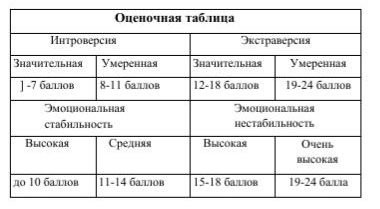 Оценочная таблица
Интроверсия Экстраверсия
Значительная Умеренная Значительная Умеренная
] -7 баллов 8-11 баллов 12-18 баллов 19-24 баллов
Эмоциональная Эмоциональная
стабильность нестабильность
Высокая Средняя Высокая Очень
высокая
до 10 баллов 11-14 баллов 15-18 баллов 19-24 балла